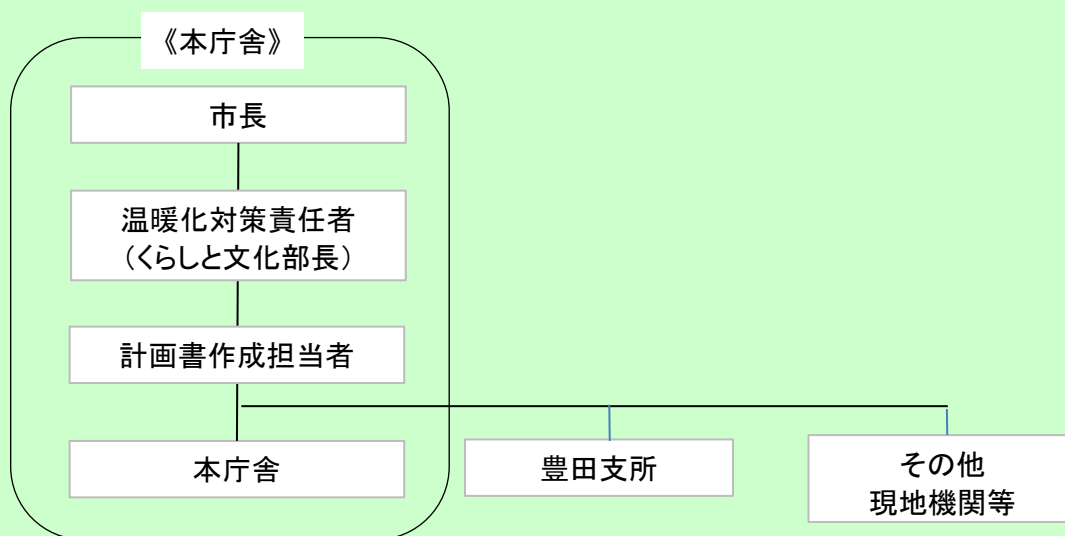 《本庁舎》
市長
温暖化対策責任者
（くらしと文化部長）
計画書作成担当者
本庁舎
豊田支所
その他
現地機関等